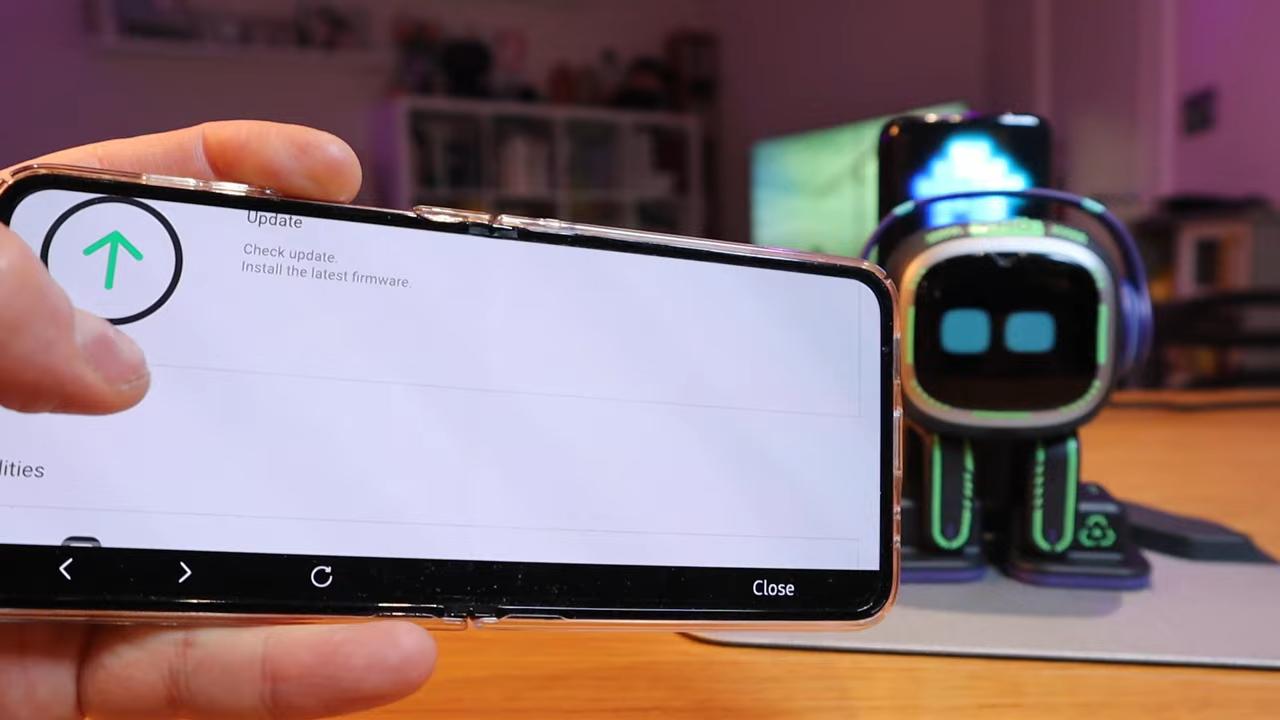 Update
Check update.
Install the latest firmware.
lities
Close